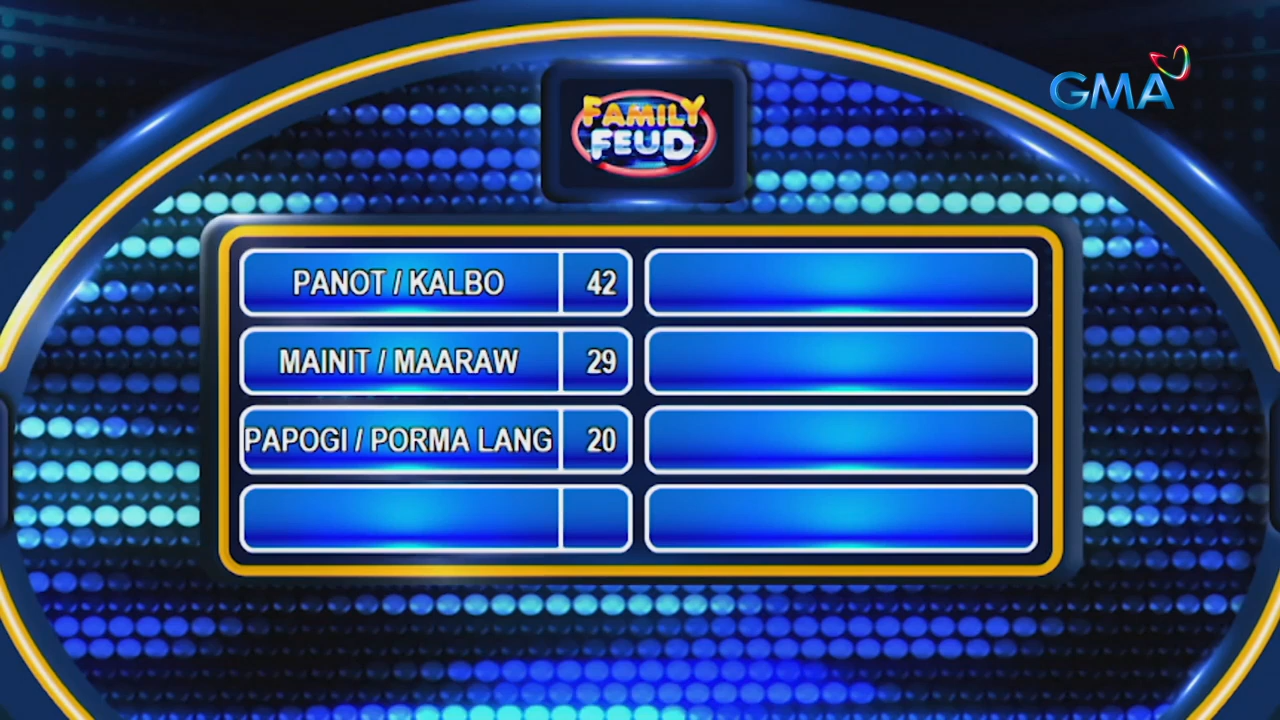 GMA
FAMILY
FEUD
PANOT / KALBO 42
MAINIT / MAARAW 29
PAPOGI / PORMA LANG 20